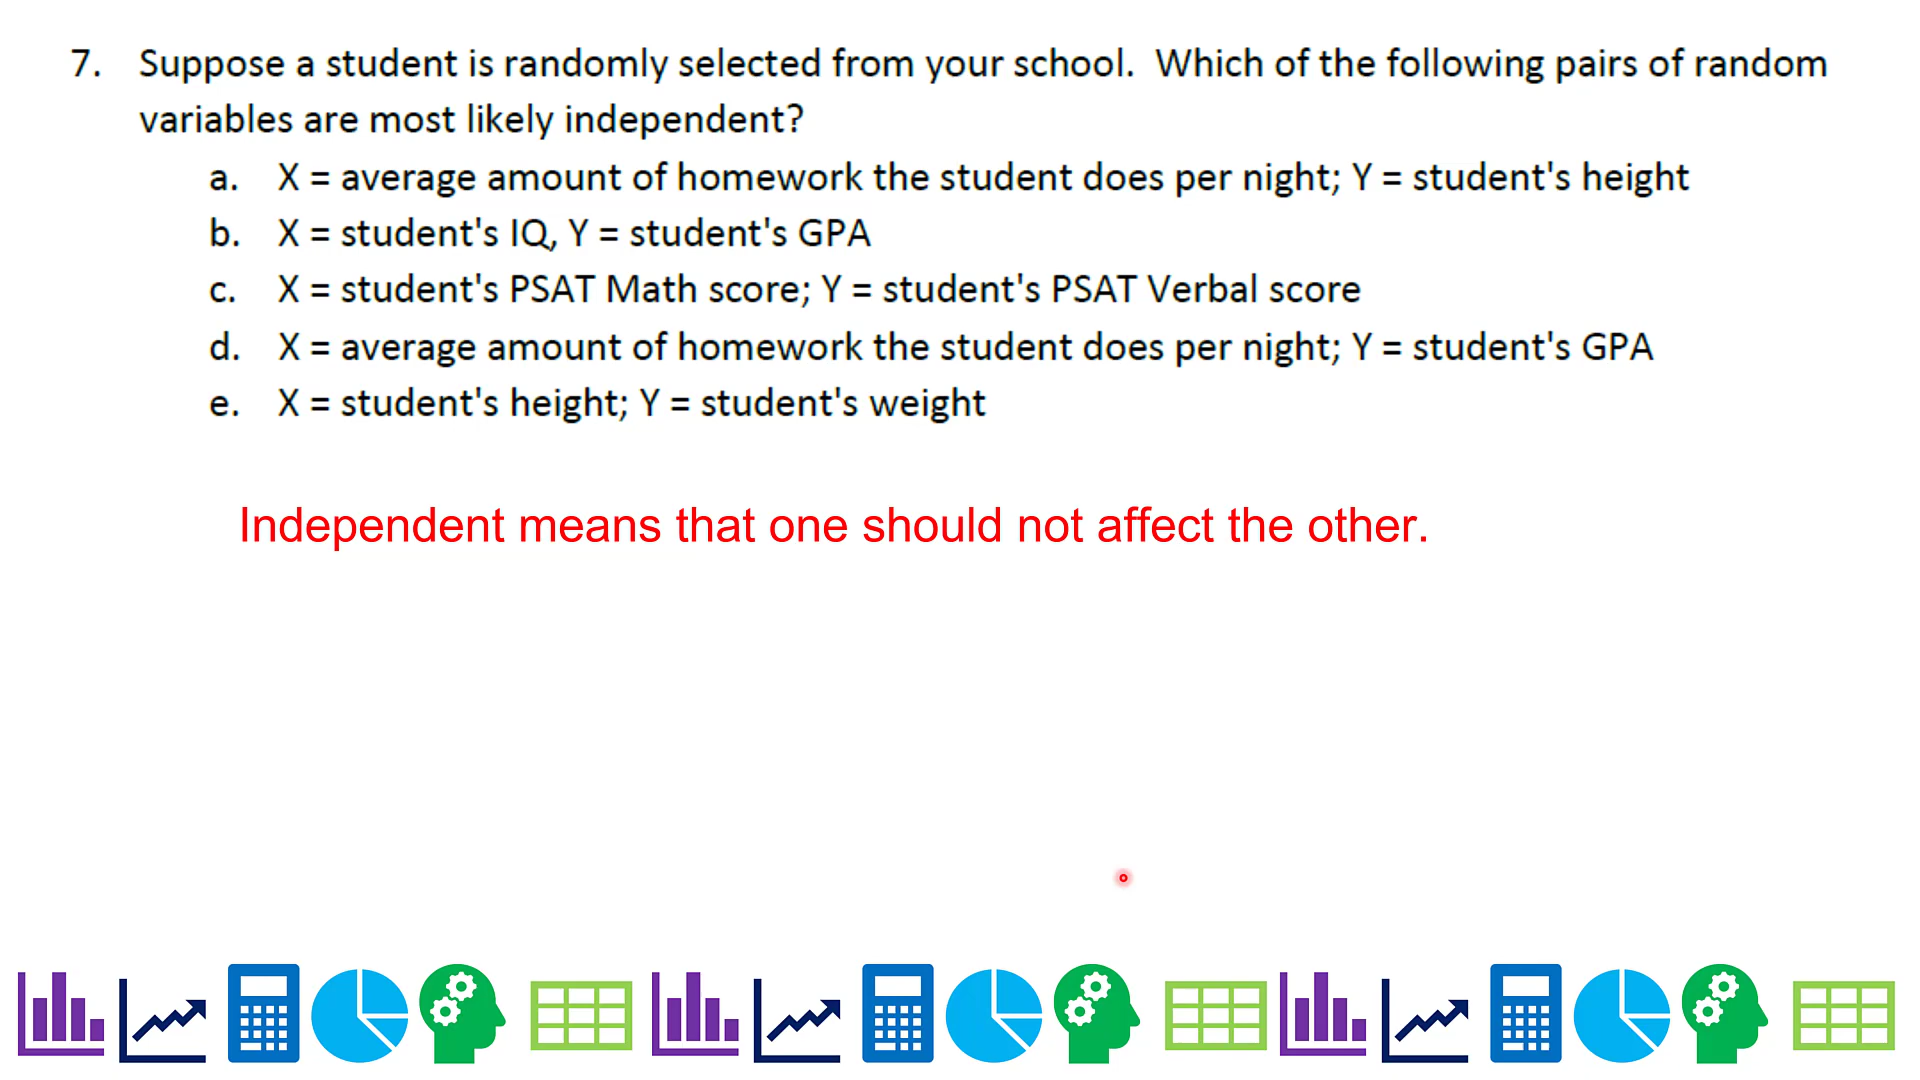 7. Suppose a student is randomly selected from your school. Which of the following pairs of random
variables are most likely independent?
a. X = average amount of homework the student does per night; Y = student's height
b. X = student's IQ, Y = student's GPA
c. X = student's PSAT Math score; Y = student's PSAT Verbal score
d. X = average amount of homework the student does per night; Y = student's GPA
e. X = student's height; Y = student's weight
Independent means that one should not affect the other.